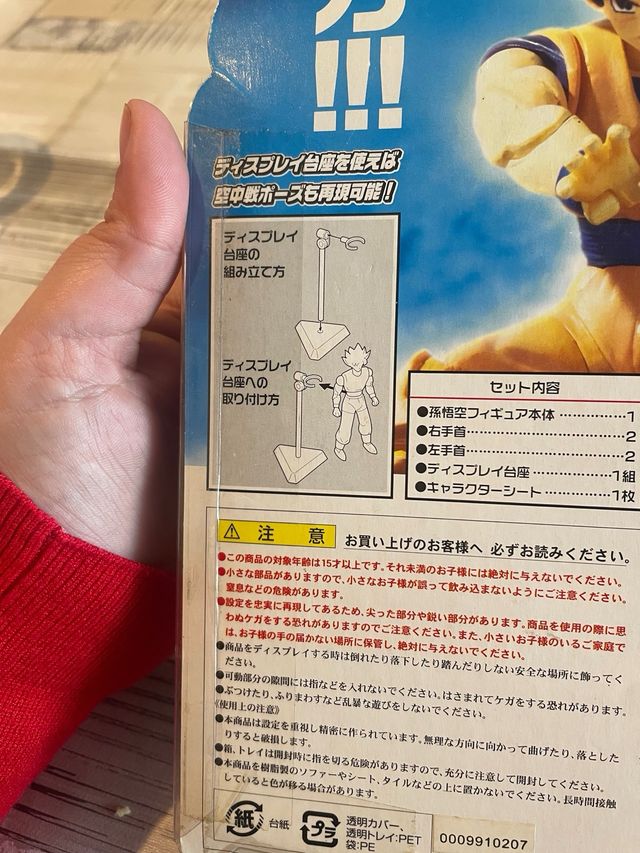 !!!
ディスプレイ台座を使えば
空中戦ポーズも再現可能!
ディスプレイ
台座の
組み立て方
ディスプレイ
台座への
取り付け方
セット内容
●孫悟空フィギュア本体 ……………1
●右手首 ……………2
●左手首 ……………2
●ディスプレイ台座 ……………1組
●キャラクターシート ……………1枚
注 意 お買い上げのお客様へ 必ずお読みください。
●この商品の対象年齢は15才以上です。それ未満のお子様には絶対に与えないでください。
●小さな部品がありますので、小さなお子様が誤って飲み込まないようにご注意ください。
窒息などの危険があります。
●設定を忠実に再現してあるため、尖った部分や鋭い部分があります。商品を使用の際に思
わぬケガをする恐れがありますのでご注意ください。また、小さいお子様のいるご家庭で
は、お子様の手の届かない場所に保管し、絶対に与えないでください。
●商品をディスプレイする時は倒れたり落下したり踏んだりしない安全な場所に飾ってく
ださい。
●可動部分の隙間には指などを入れないでください。はさまれてケガをする恐れがあります。
●ぶつけたり、ふりまわすなど乱暴な遊びをしないでください。
《使用上の注意》
●本商品は設定を重視し精密に作られています。無理な方向に向かって曲げたり、落とした
りすると破損します。
●箱、トレイは開封時に指を切る危険がありますので、充分に注意して開封してください。
●本商品を樹脂製のソファーやシート、タイルなどの上に置かないでください。長時間接触
していると色が移る場合があります。
紙 台紙
プラ 透明カバー、
透明トレイ:PET
袋:PE
0009910207